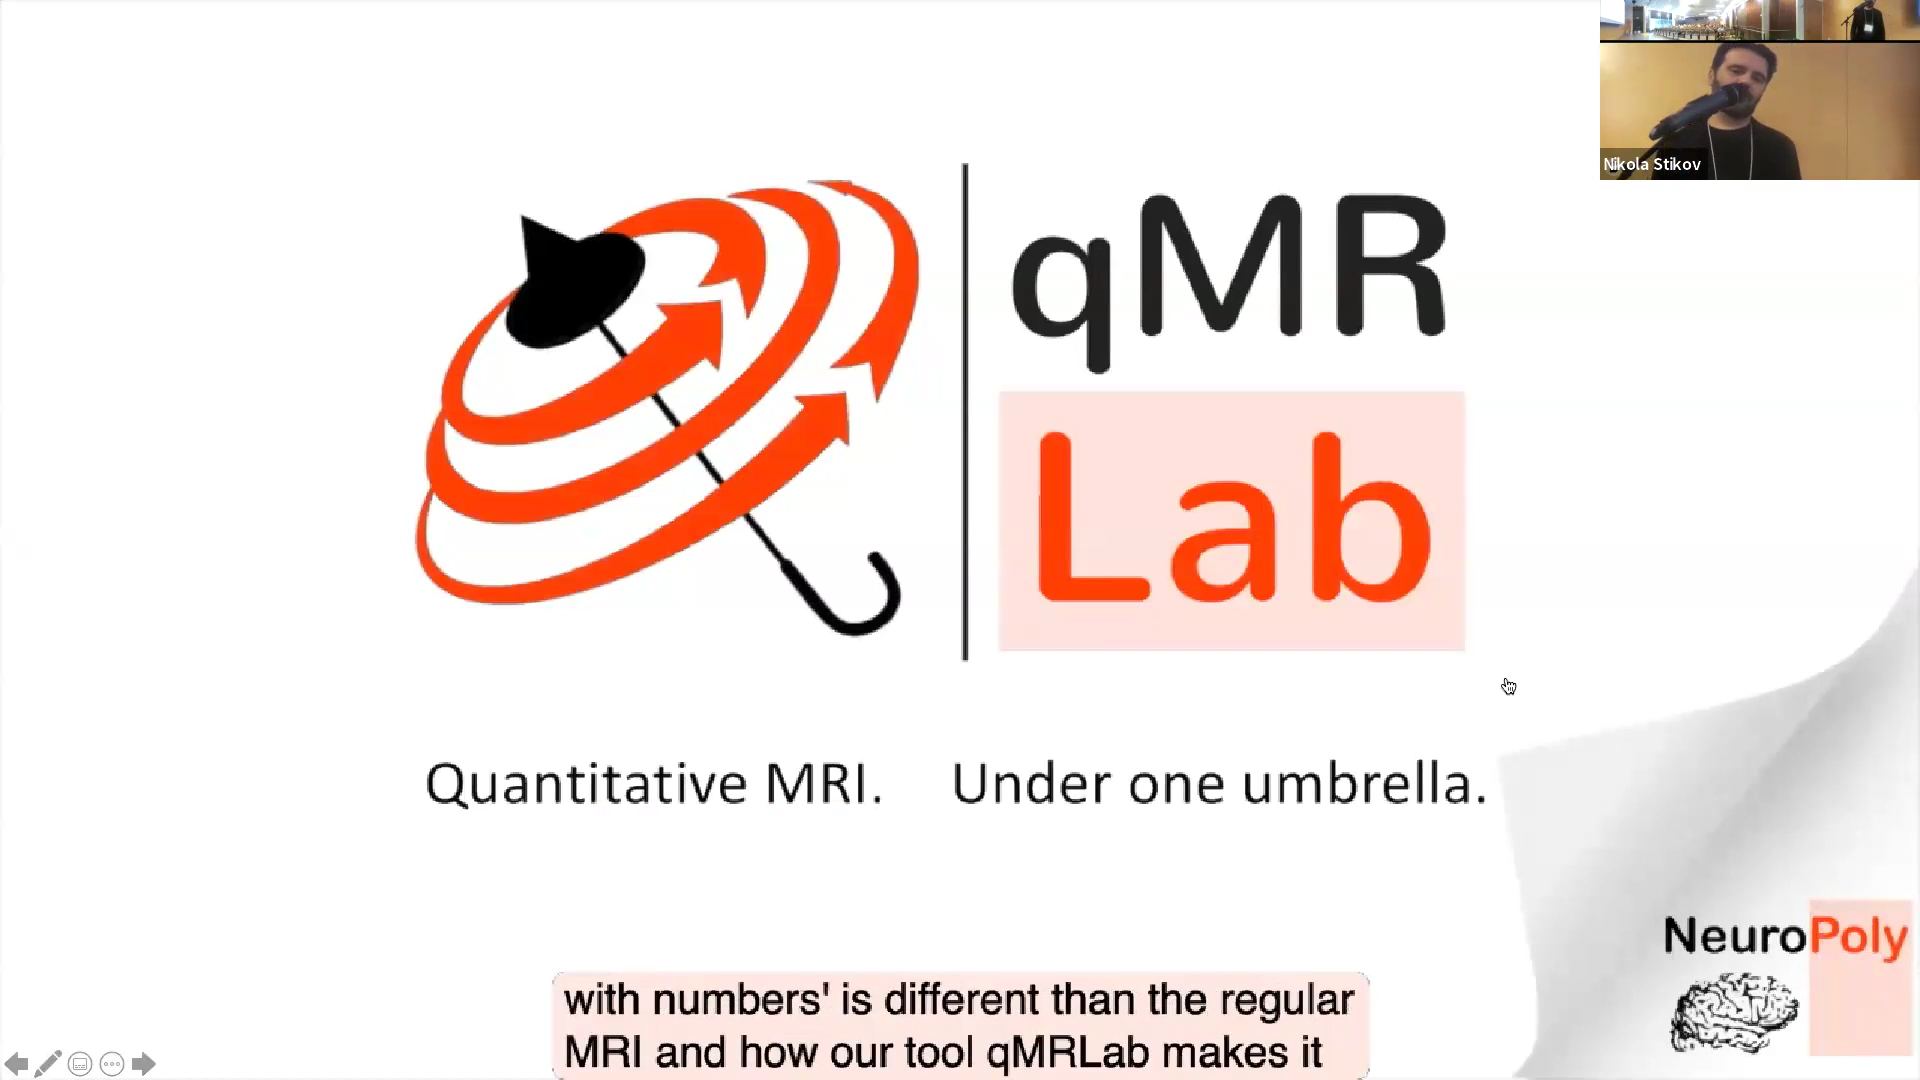 Nikola Stikov
qMR
Lab
Quantitative MRI. Under one umbrella.
NeuroPoly
with numbers' is different than the regular
MRI and how our tool qMRLab makes it